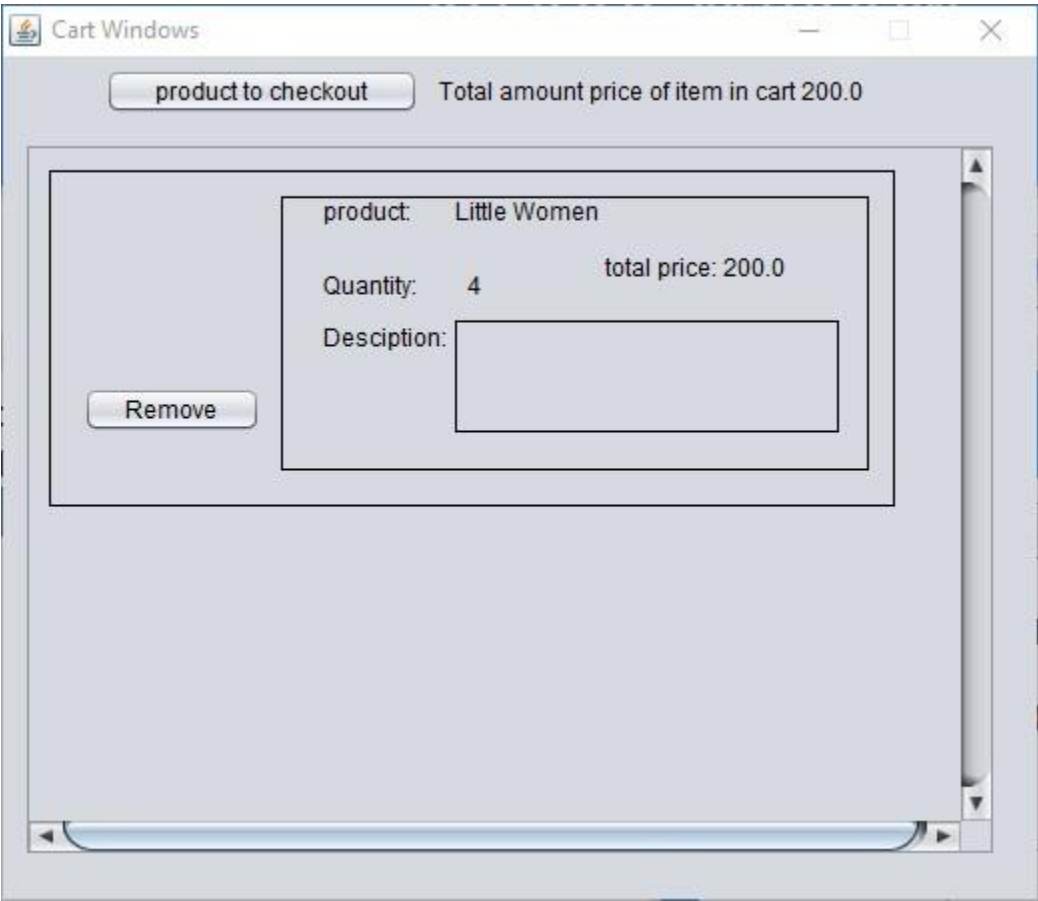 Cart Windows
product to checkout Total amount price of item in cart 200.0
product: Little Women
total price: 200.0
Quantity: 4
Desciption:
Remove